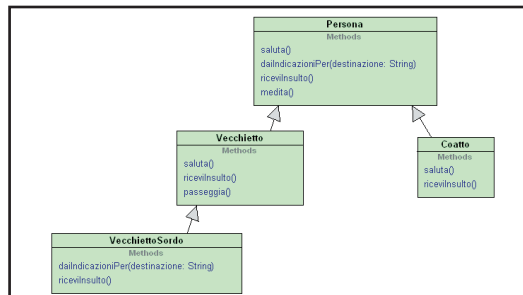 Persona
Methods
saluta()
daiIndicazioniPer(destinazione: String)
riceviInsulto()
medita()
Vecchietto
Methods
saluta()
riceviInsulto()
passeggia()
Coatto
Methods
saluta()
riceviInsulto()
VecchiettoSordo
Methods
daiIndicazioniPer(destinazione: String)
riceviInsulto()